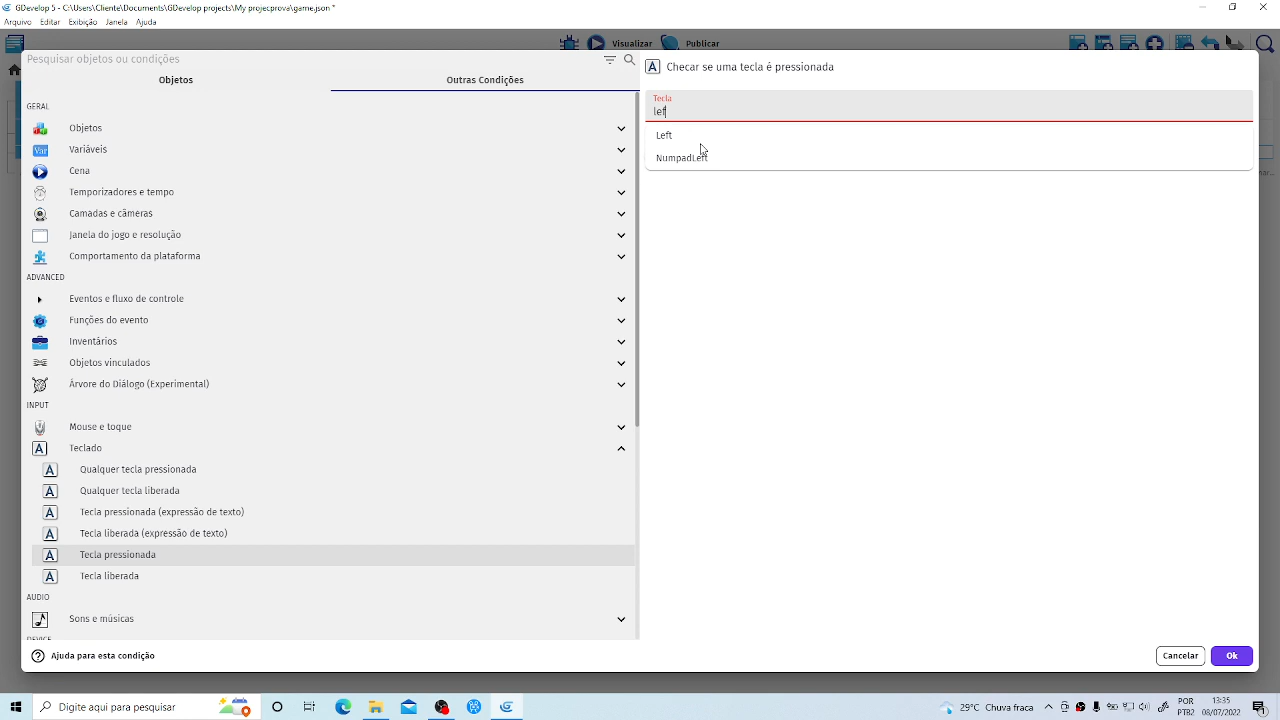 GDevelop 5 - C:\Users\Cliente\Documents\GDevelop projects\My projecprova\game.json *
Arquivo Editar Exibição Janela Ajuda
Visualizar Publicar
Pesquisar objetos ou condições
Objetos Outras Condições
GERAL
Objetos
Variáveis
Cena
Temporizadores e tempo
Camadas e câmeras
Janela do jogo e resolução
Comportamento da plataforma
ADVANCED
Eventos e fluxo de controle
Funções do evento
Inventários
Objetos vinculados
Árvore do Diálogo (Experimental)
INPUT
Mouse e toque
Teclado
Qualquer tecla pressionada
Qualquer tecla liberada
Tecla pressionada (expressão de texto)
Tecla liberada (expressão de texto)
Tecla pressionada
Tecla liberada
AUDIO
Sons e músicas
DEVICE
Ajuda para esta condição
Checar se uma tecla é pressionada
Tecla
lef
Left
NumpadLeft
Cancelar Ok
Digite aqui para pesquisar
29°C Chuva fraca
POR
PTB2
13:35
03/07/2022